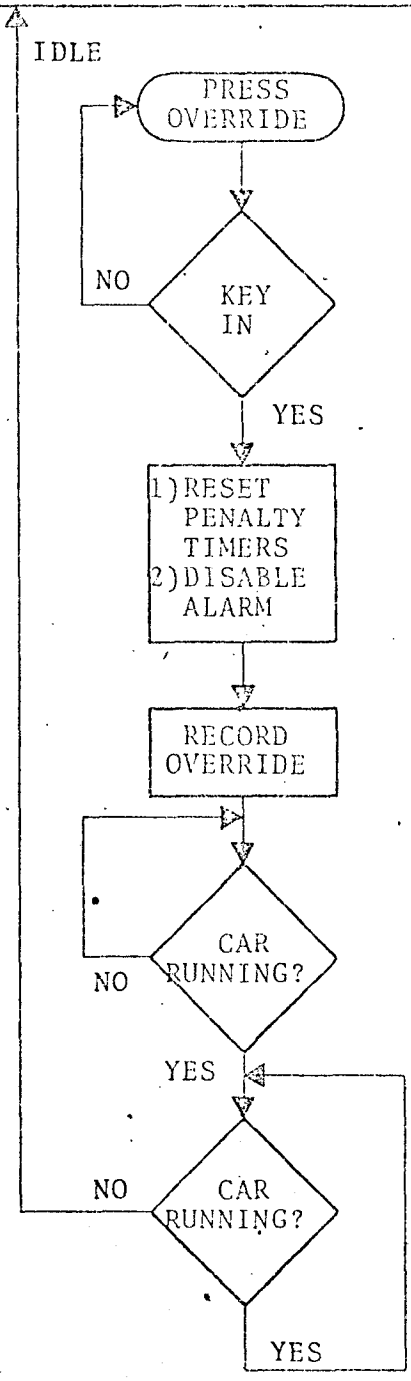 IDLE
PRESS
OVERRIDE
NO
KEY
IN
YES
1)RESET
PENALTY
TIMERS
2)DISABLE
ALARM
RECORD
OVERRIDE
CAR
RUNNING?
NO
YES
NO
CAR
RUNNING?
YES